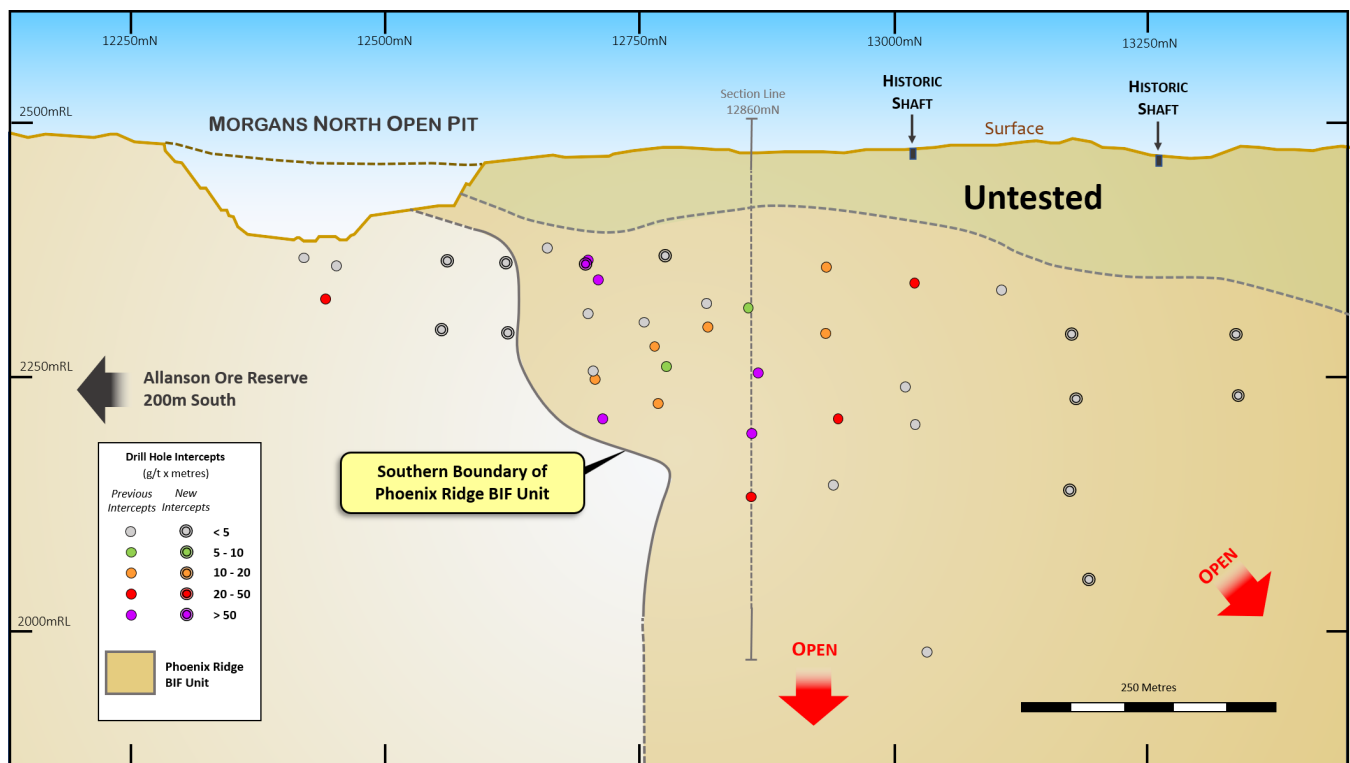 12250mN
12500mN
12750mN
13000mN
13250mN
2500mRL
MORGANS NORTH OPEN PIT
Section Line
12860mN
HISTORIC
SHAFT
HISTORIC
SHAFT
Surface
Untested
2250mRL
Allanson Ore Reserve
200m South
Southern Boundary of
Phoenix Ridge BIF Unit
Drill Hole Intercepts
(g/t x metres)
Previous
Intercepts
New
Intercepts
< 5
5 - 10
10 - 20
20 - 50
> 50
Phoenix Ridge
BIF Unit
2000mRL
OPEN
OPEN
250 Metres